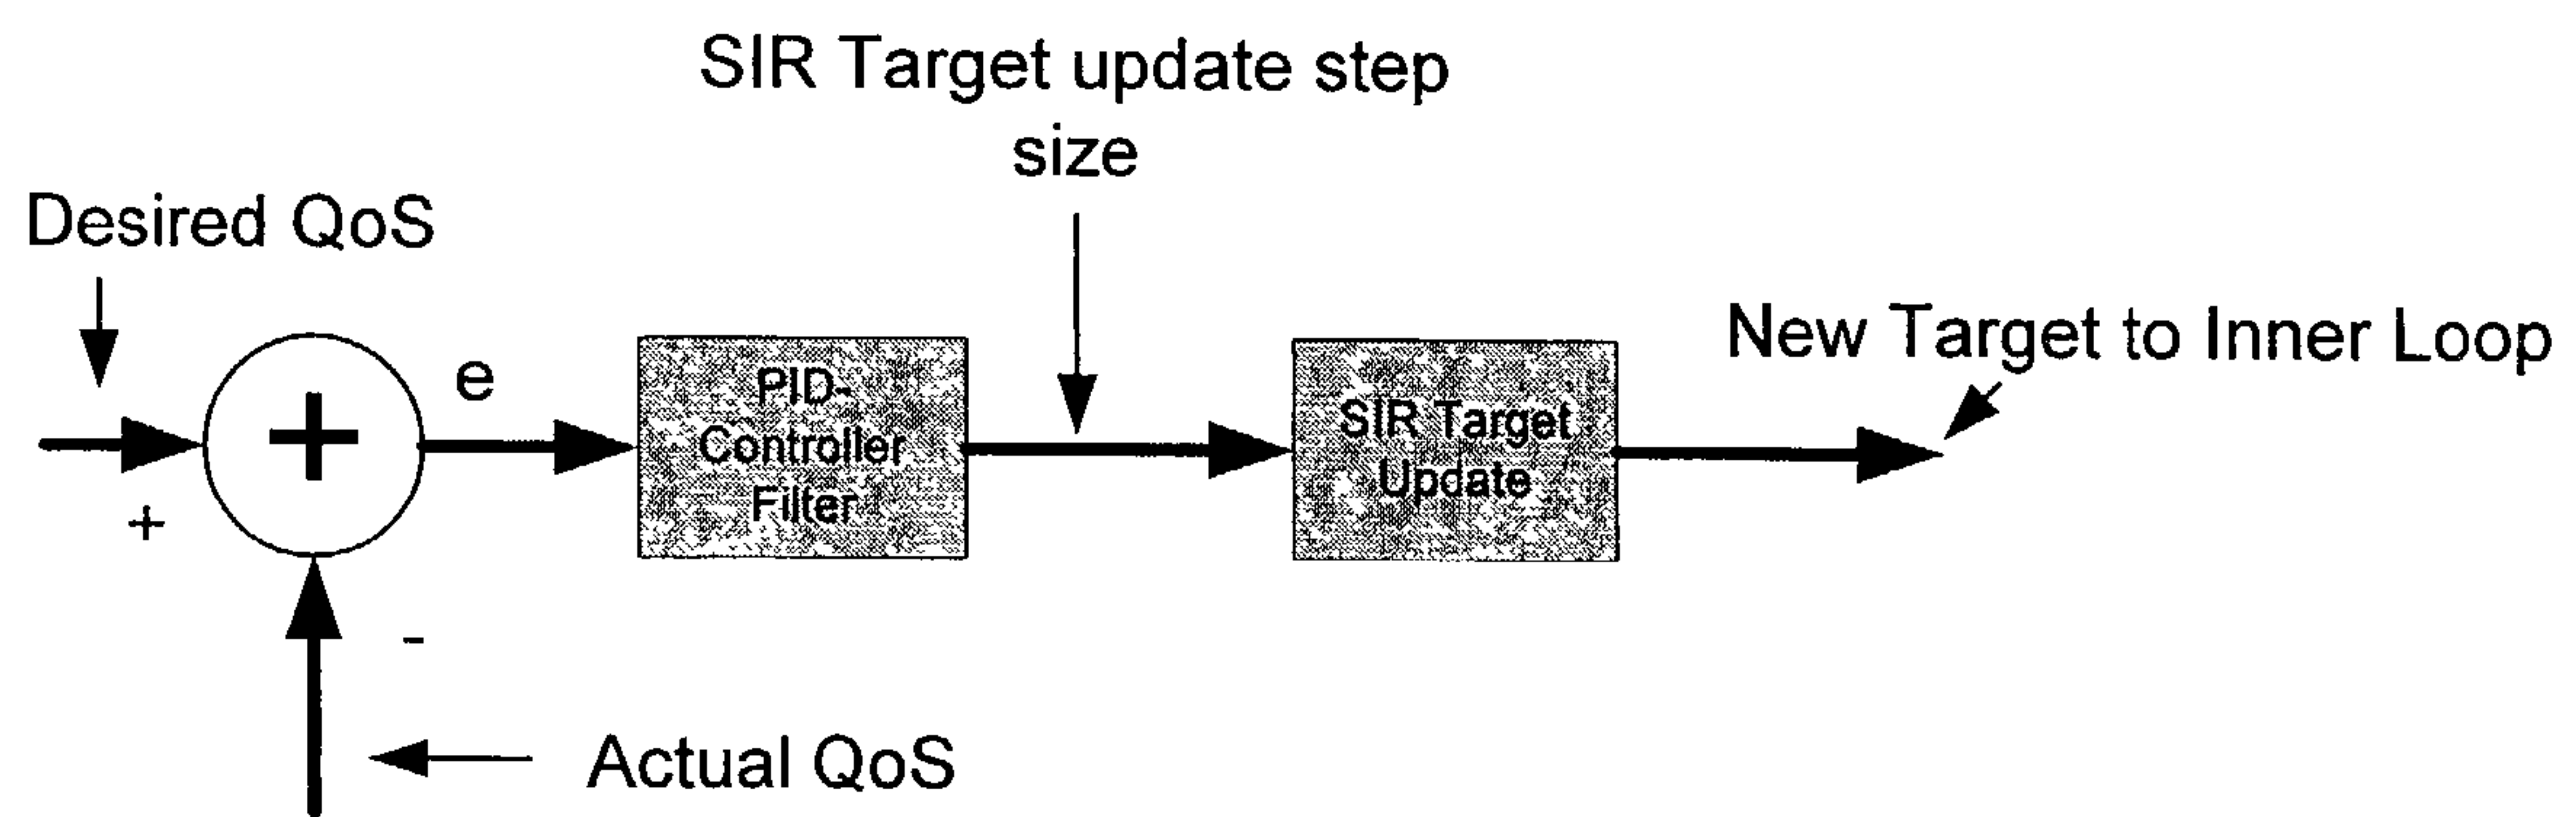 SIR Target update step
size
Desired QoS
New Target to Inner Loop
e
PID-
Controller
Filter
SIR Target
Update
+
+
-
Actual QoS